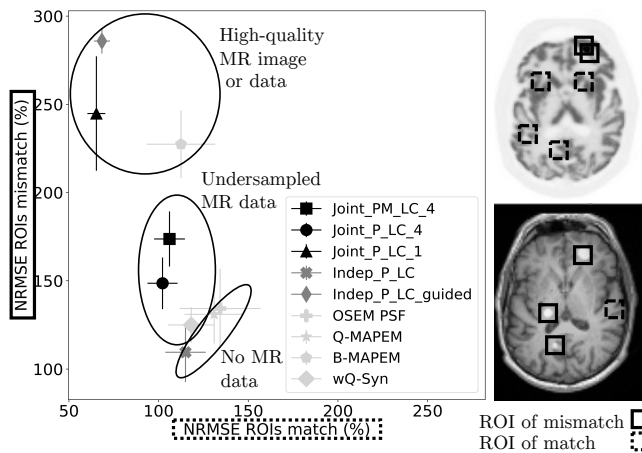 300
250
200
150
100
NRMSE ROIs mismatch (%)
High-quality
MR image
or data
Undersampled
MR data
No MR
data
Joint_PM_LC_4
Joint_P_LC_4
Joint_P_LC_1
Indep_P_LC
Indep_P_LC_guided
OSEM PSF
Q-MAPEM
B-MAPEM
wQ-Syn
50
100
150
200
250
NRMSE ROIs match (%)
ROI of mismatch
ROI of match